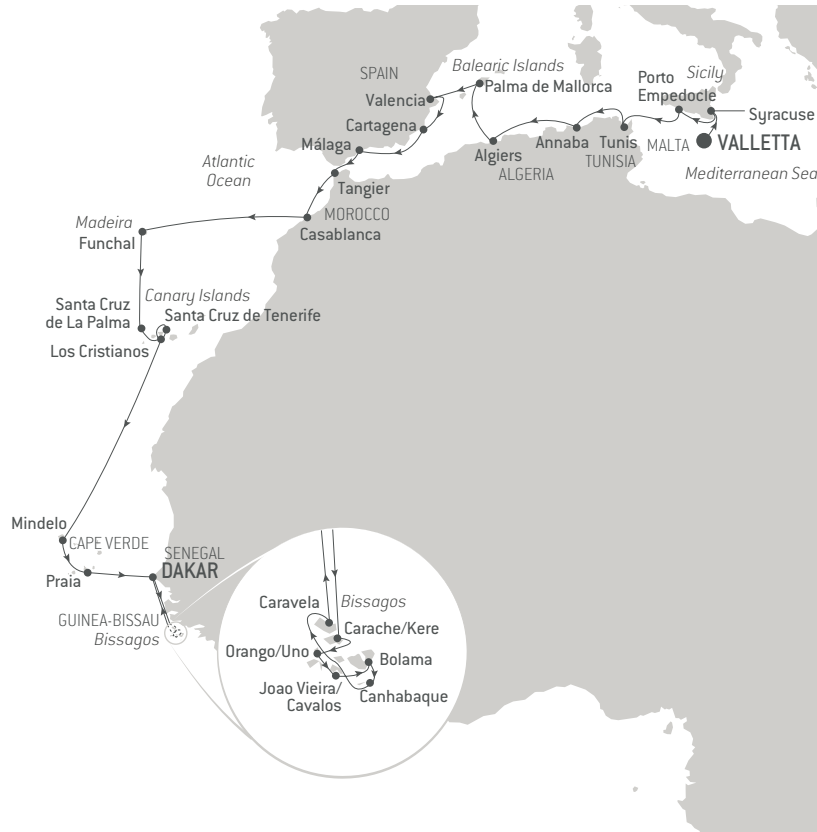 Balearic Islands
Sicily
SPAIN
Porto
Empedocle
Palma de Mallorca
Valencia
Syracuse
Cartagena
Málaga
Annaba
Tunis
MALTA
VALLETTA
Algiers
TUNISIA
Atlantic
Ocean
ALGERIA
Mediterranean Sea
Tangier
MOROCCO
Madeira
Funchal
Casablanca
Canary Islands
Santa Cruz
de La Palma
Santa Cruz de Tenerife
Los Cristianos
Mindelo
CAPE VERDE
SENEGAL
DAKAR
Praia
GUINEA-BISSAU
Bissagos
Caravela
Bissagos
Carache/Kere
Orango/Uno
Bolama
Joao Vieira/
Cavalos
Canhabaque